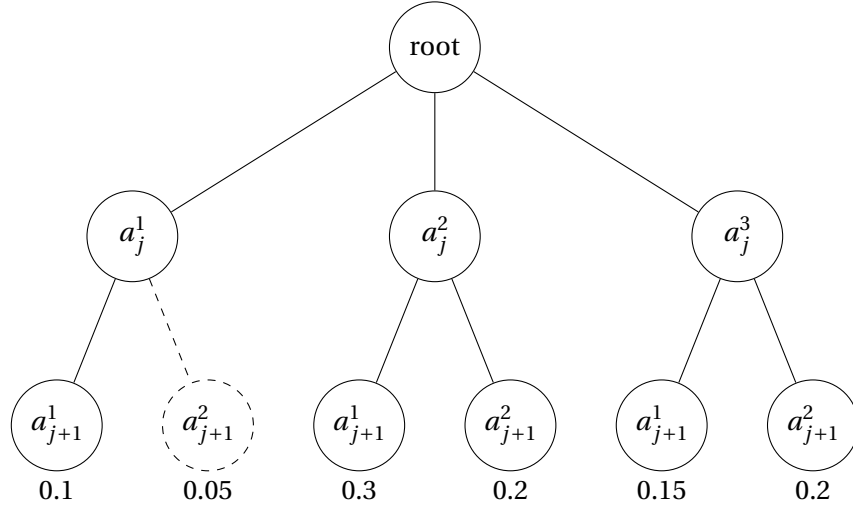 root
a_j^1 a_j^2 a_j^3
a_{j+1}^1 a_{j+1}^2 a_{j+1}^1 a_{j+1}^2 a_{j+1}^1 a_{j+1}^2
0.1 0.05 0.3 0.2 0.15 0.2